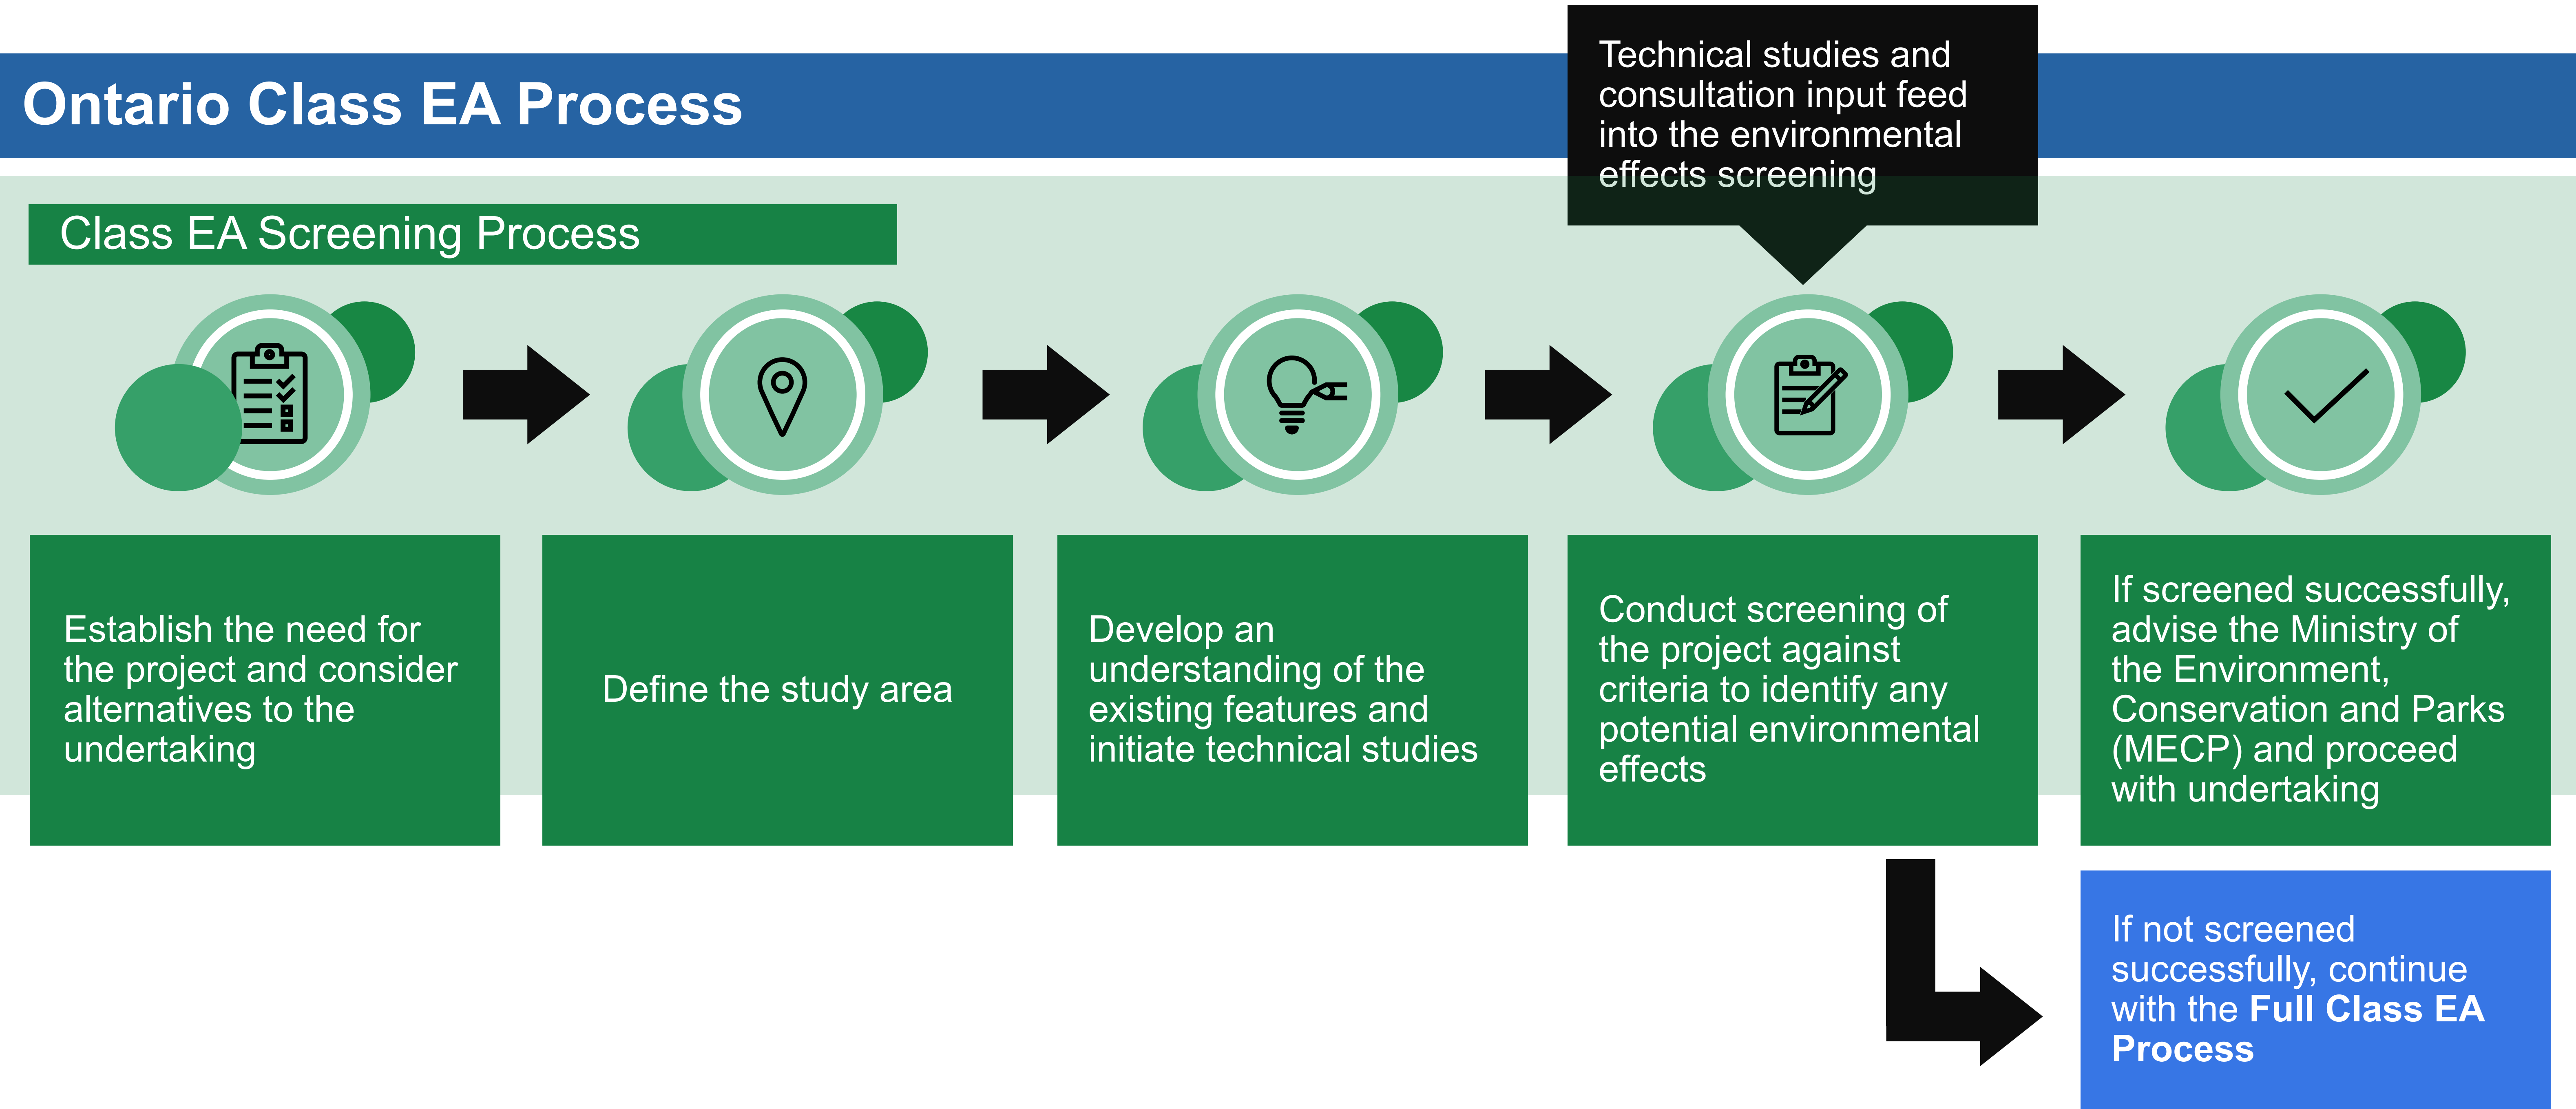 Ontario Class EA Process
Technical studies and
consultation input feed
into the environmental
effects screening
Class EA Screening Process
Establish the need for
the project and consider
alternatives to the
undertaking
Define the study area
Develop an
understanding of the
existing features and
initiate technical studies
Conduct screening of
the project against
criteria to identify any
potential environmental
effects
If screened successfully,
advise the Ministry of
the Environment,
Conservation and Parks
(MECP) and proceed
with undertaking
If not screened
successfully, continue
with the Full Class EA
Process